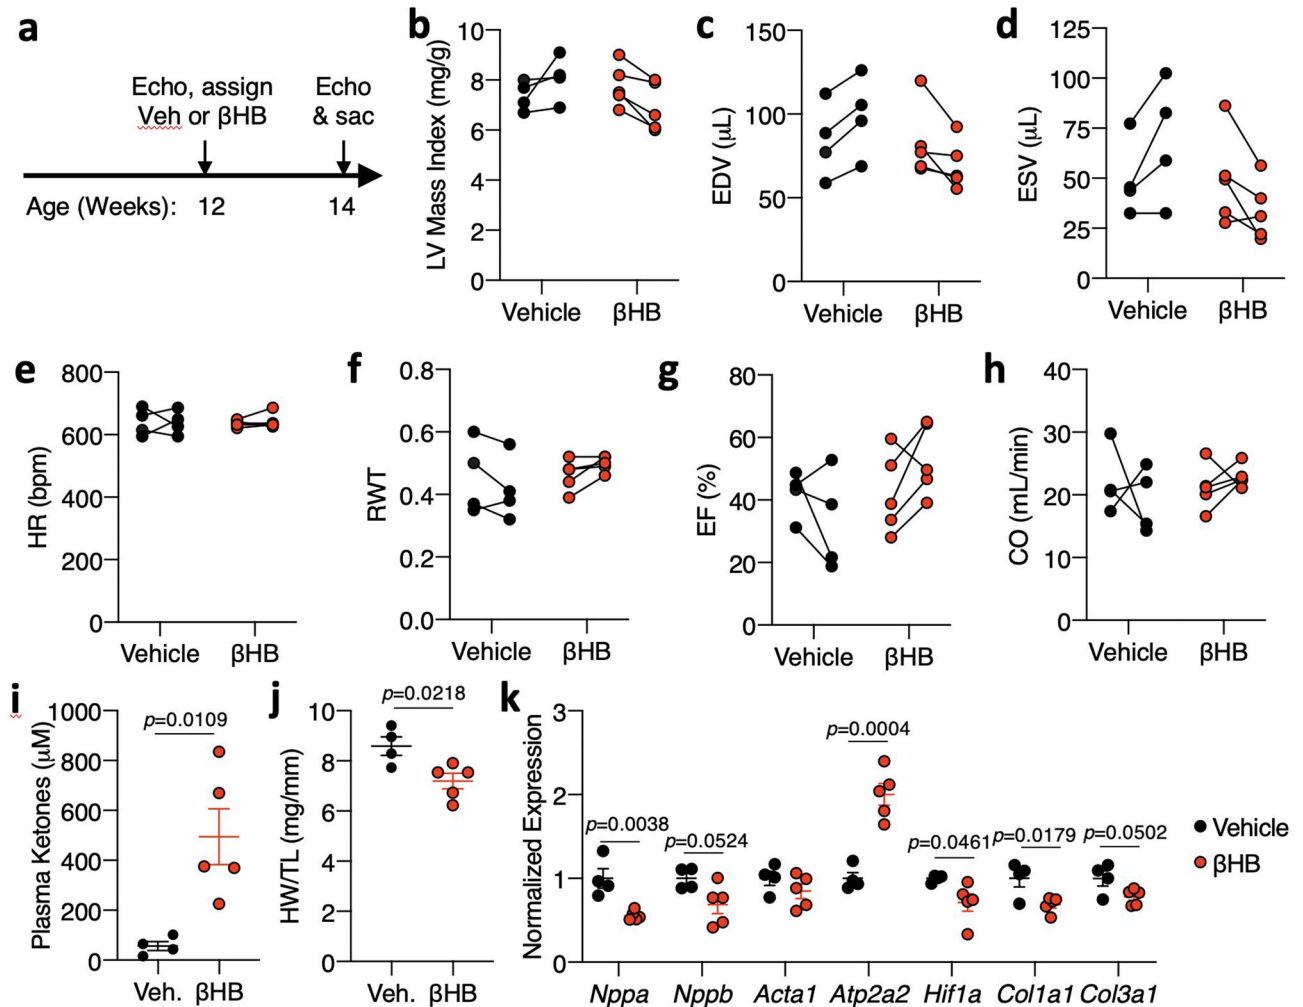 a
Echo, assign
Veh or βHB
Echo
& sac
Age (Weeks): 12 14
b
LV Mass Index (mg/g)
10
8
6
4
2
0
Vehicle βHB
c
EDV (μL)
150
100
50
0
Vehicle βHB
d
ESV (μL)
125
100
75
50
25
0
Vehicle βHB
e
HR (bpm)
800
600
400
200
0
Vehicle βHB
f
RWT
0.8
0.6
0.4
0.2
0.0
Vehicle βHB
g
EF (%)
80
60
40
20
0
Vehicle βHB
h
CO (mL/min)
40
30
20
10
0
Vehicle βHB
i
Plasma Ketones (μM)
1000
800
600
400
200
0
p=0.0109
Veh. βHB
j
HW/TL (mg/mm)
10
8
6
4
2
0
p=0.0218
Veh. βHB
k
Normalized Expression
3
2
1
0
p=0.0038
p=0.0524
p=0.0004
p=0.0461
p=0.0179
p=0.0502
Nppa Nppb Acta1 Atp2a2 Hif1a Col1a1 Col3a1
Vehicle
βHB